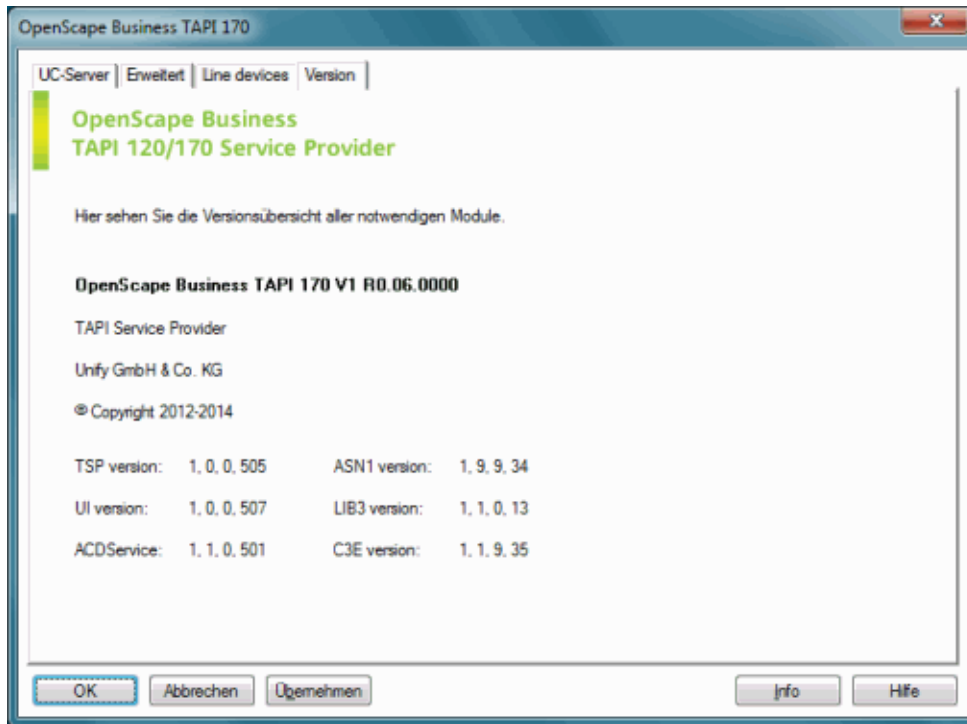 OpenScape Business TAPI 170
UC-Server Erweitert Line devices Version
OpenScape Business
TAPI 120/170 Service Provider
Hier sehen Sie die Versionsübersicht aller notwendigen Module.
OpenScape Business TAPI 170 V1 R0.06.0000
TAPI Service Provider
Unify GmbH & Co. KG
© Copyright 2012-2014
TSP version: 1, 0, 0, 505 ASN1 version: 1, 9, 9, 34
UI version: 1, 0, 0, 507 LIB3 version: 1, 1, 0, 13
ACDService: 1, 1, 0, 501 C3E version: 1, 1, 9, 35
OK Abbrechen Übernehmen Info Hilfe